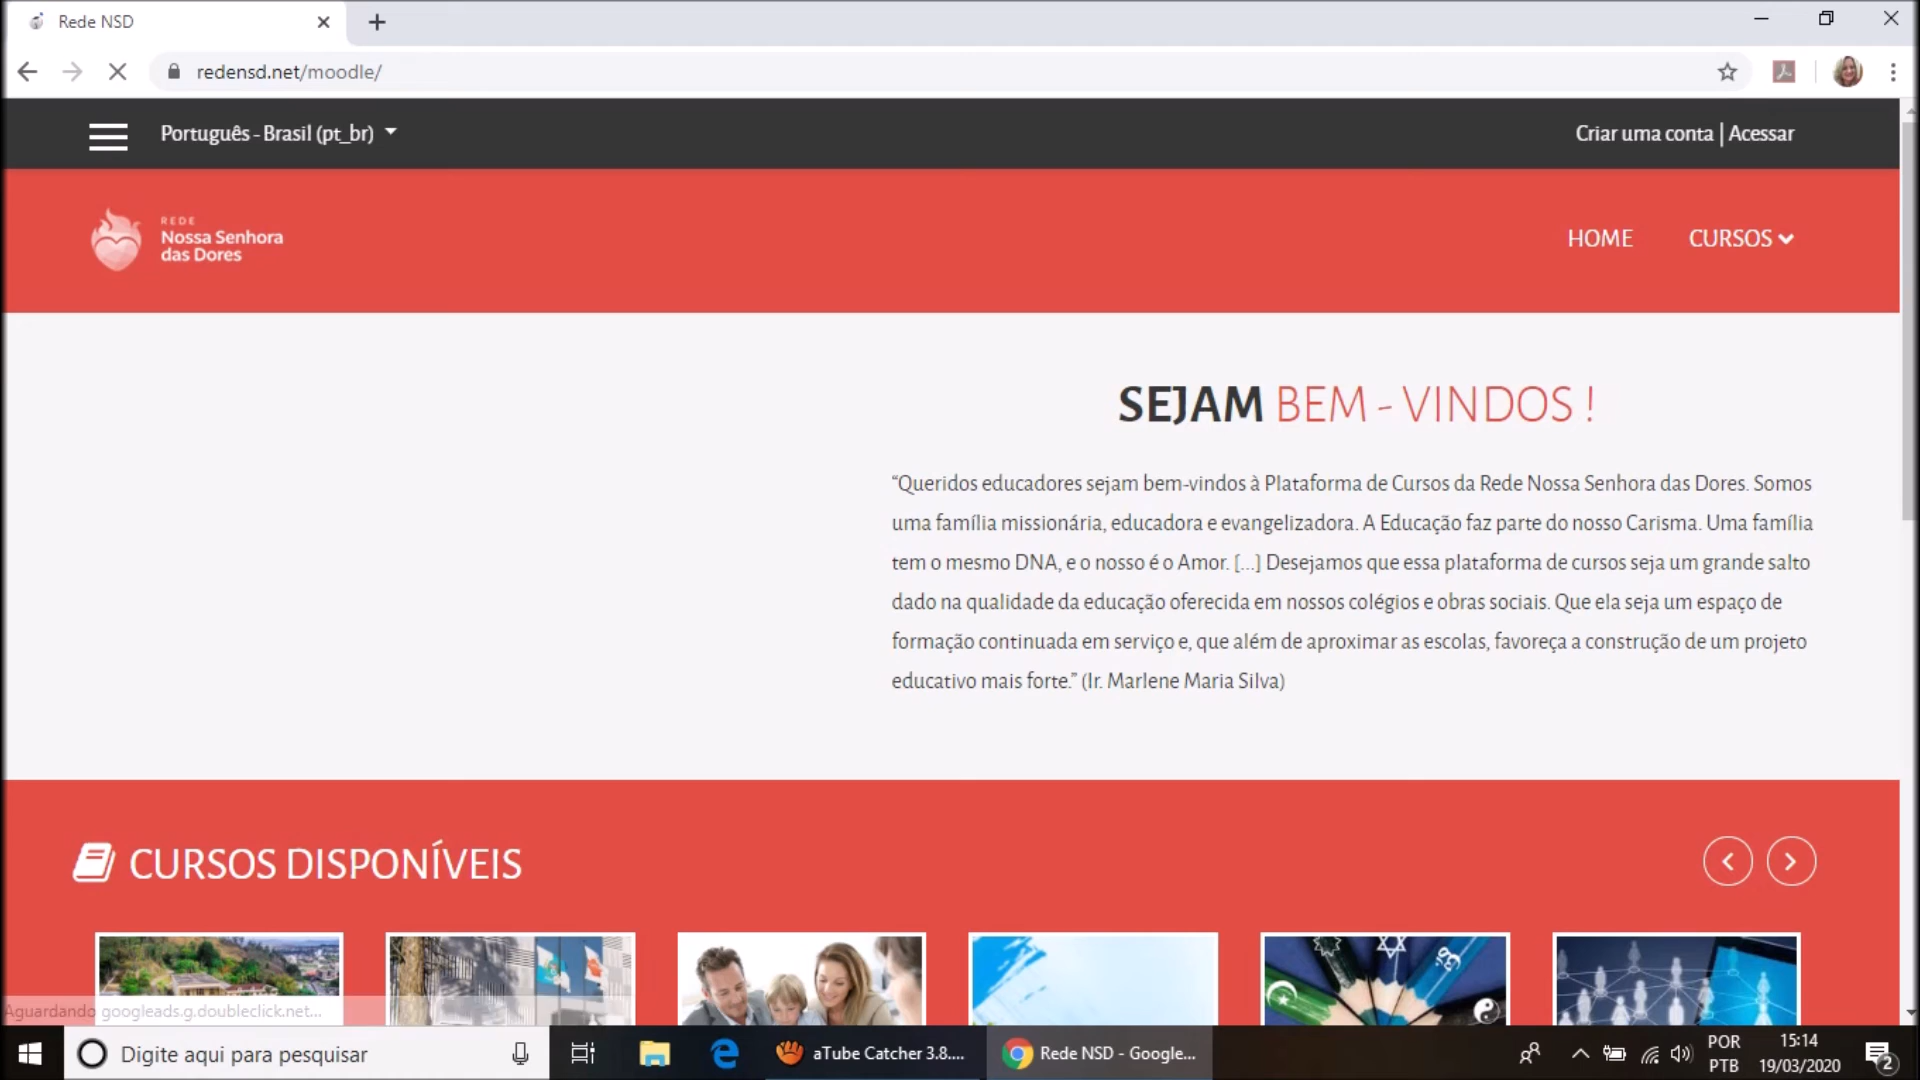 Rede NSD
redensd.net/moodle/
Português - Brasil (pt_br)
Criar uma conta | Acessar
REDE
Nossa Senhora
das Dores
HOME
CURSOS
SEJAM BEM - VINDOS !
“Queridos educadores sejam bem-vindos à Plataforma de Cursos da Rede Nossa Senhora das Dores. Somos
uma família missionária, educadora e evangelizadora. A Educação faz parte do nosso Carisma. Uma família
tem o mesmo DNA, e o nosso é o Amor. [...] Desejamos que essa plataforma de cursos seja um grande salto
dado na qualidade da educação oferecida em nossos colégios e obras sociais. Que ela seja um espaço de
formação continuada em serviço e, que além de aproximar as escolas, favoreça a construção de um projeto
educativo mais forte.” (Ir. Marlene Maria Silva)
CURSOS DISPONÍVEIS
Aguardando googleads.g.doubleclick.net...
Digite aqui para pesquisar
aTube Catcher 3.8....
Rede NSD - Google...
POR
PTB
15:14
19/03/2020
2